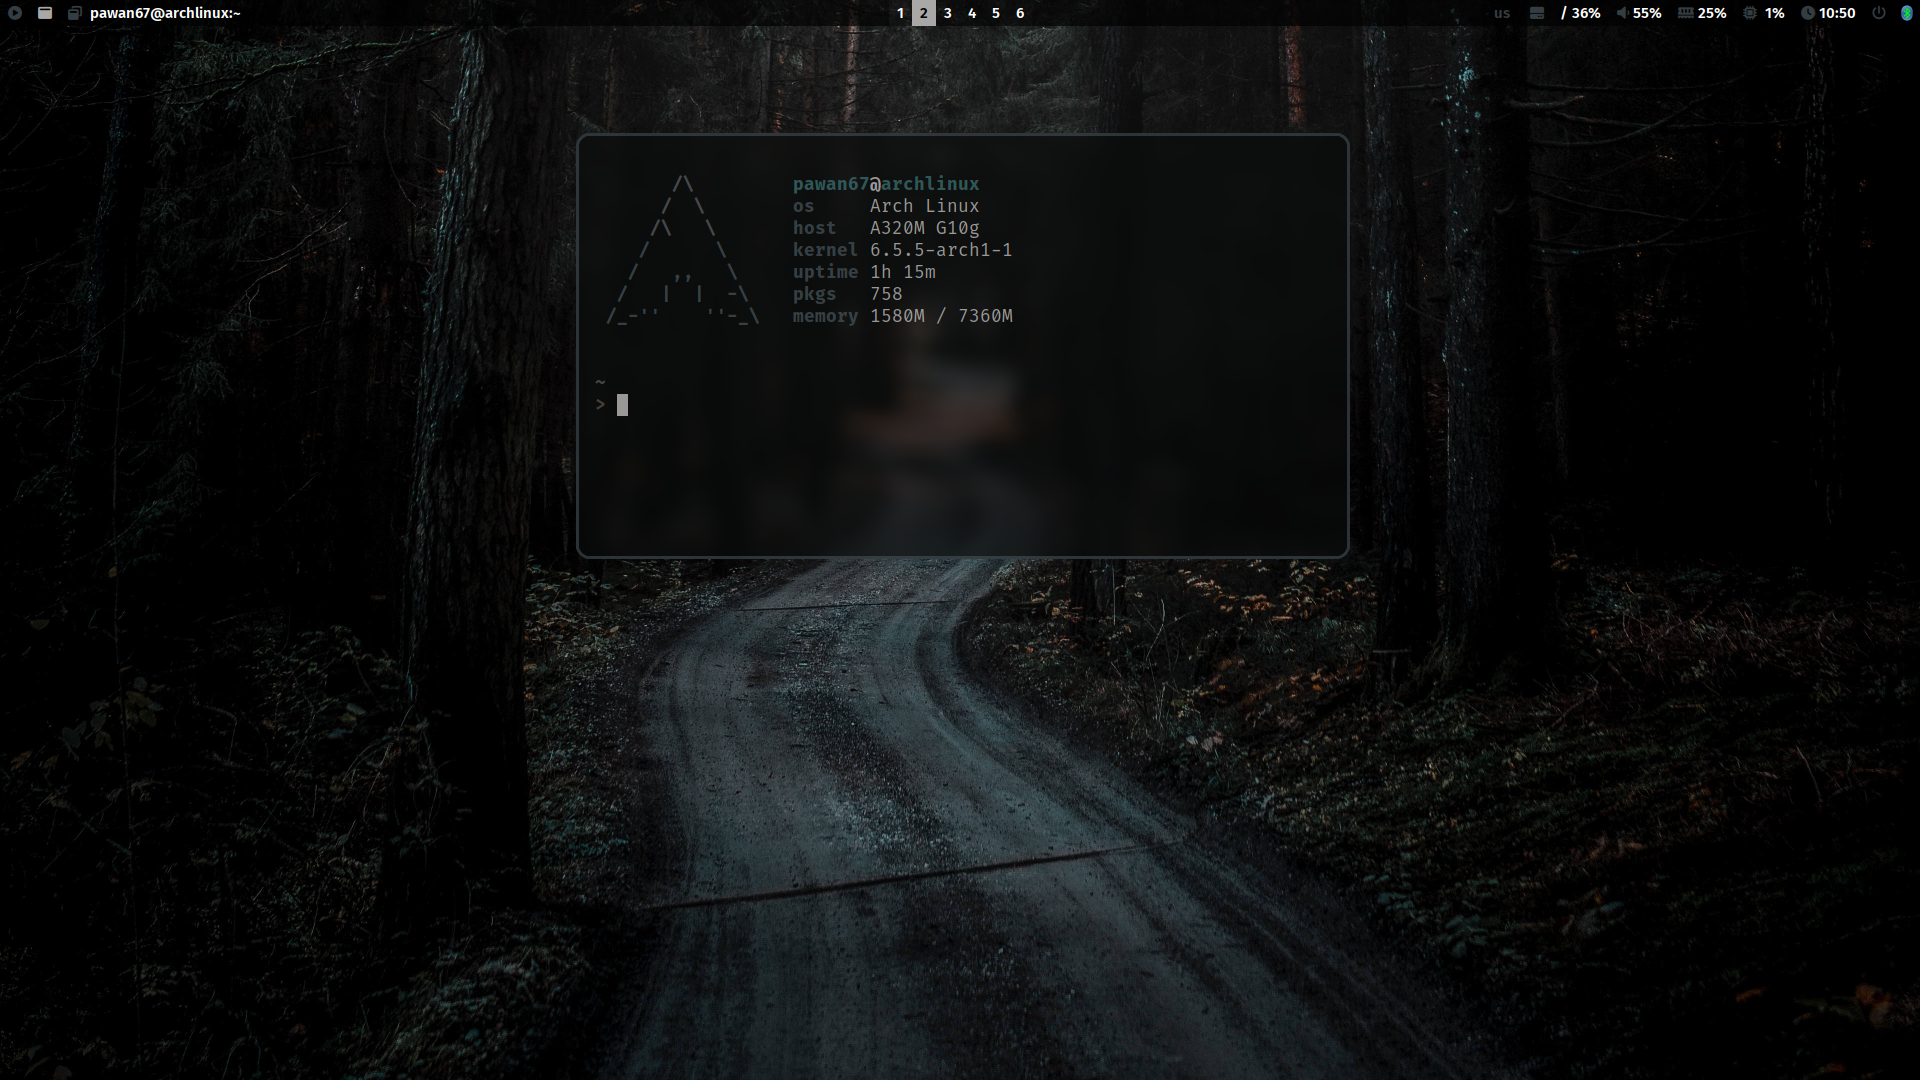 pawan67@archlinux:~
1 2 3 4 5 6
us / 36% 55% 25% 1% 10:50
/\ pawan67@archlinux
/  \ os Arch Linux
/\   \ host A320M G10g
/      \ kernel 6.5.5-arch1-1
/   ,,   \ uptime 1h 15m
/   |  |  -\ pkgs 758
/_-''    ''-_\ memory 1580M / 7360M
~
>